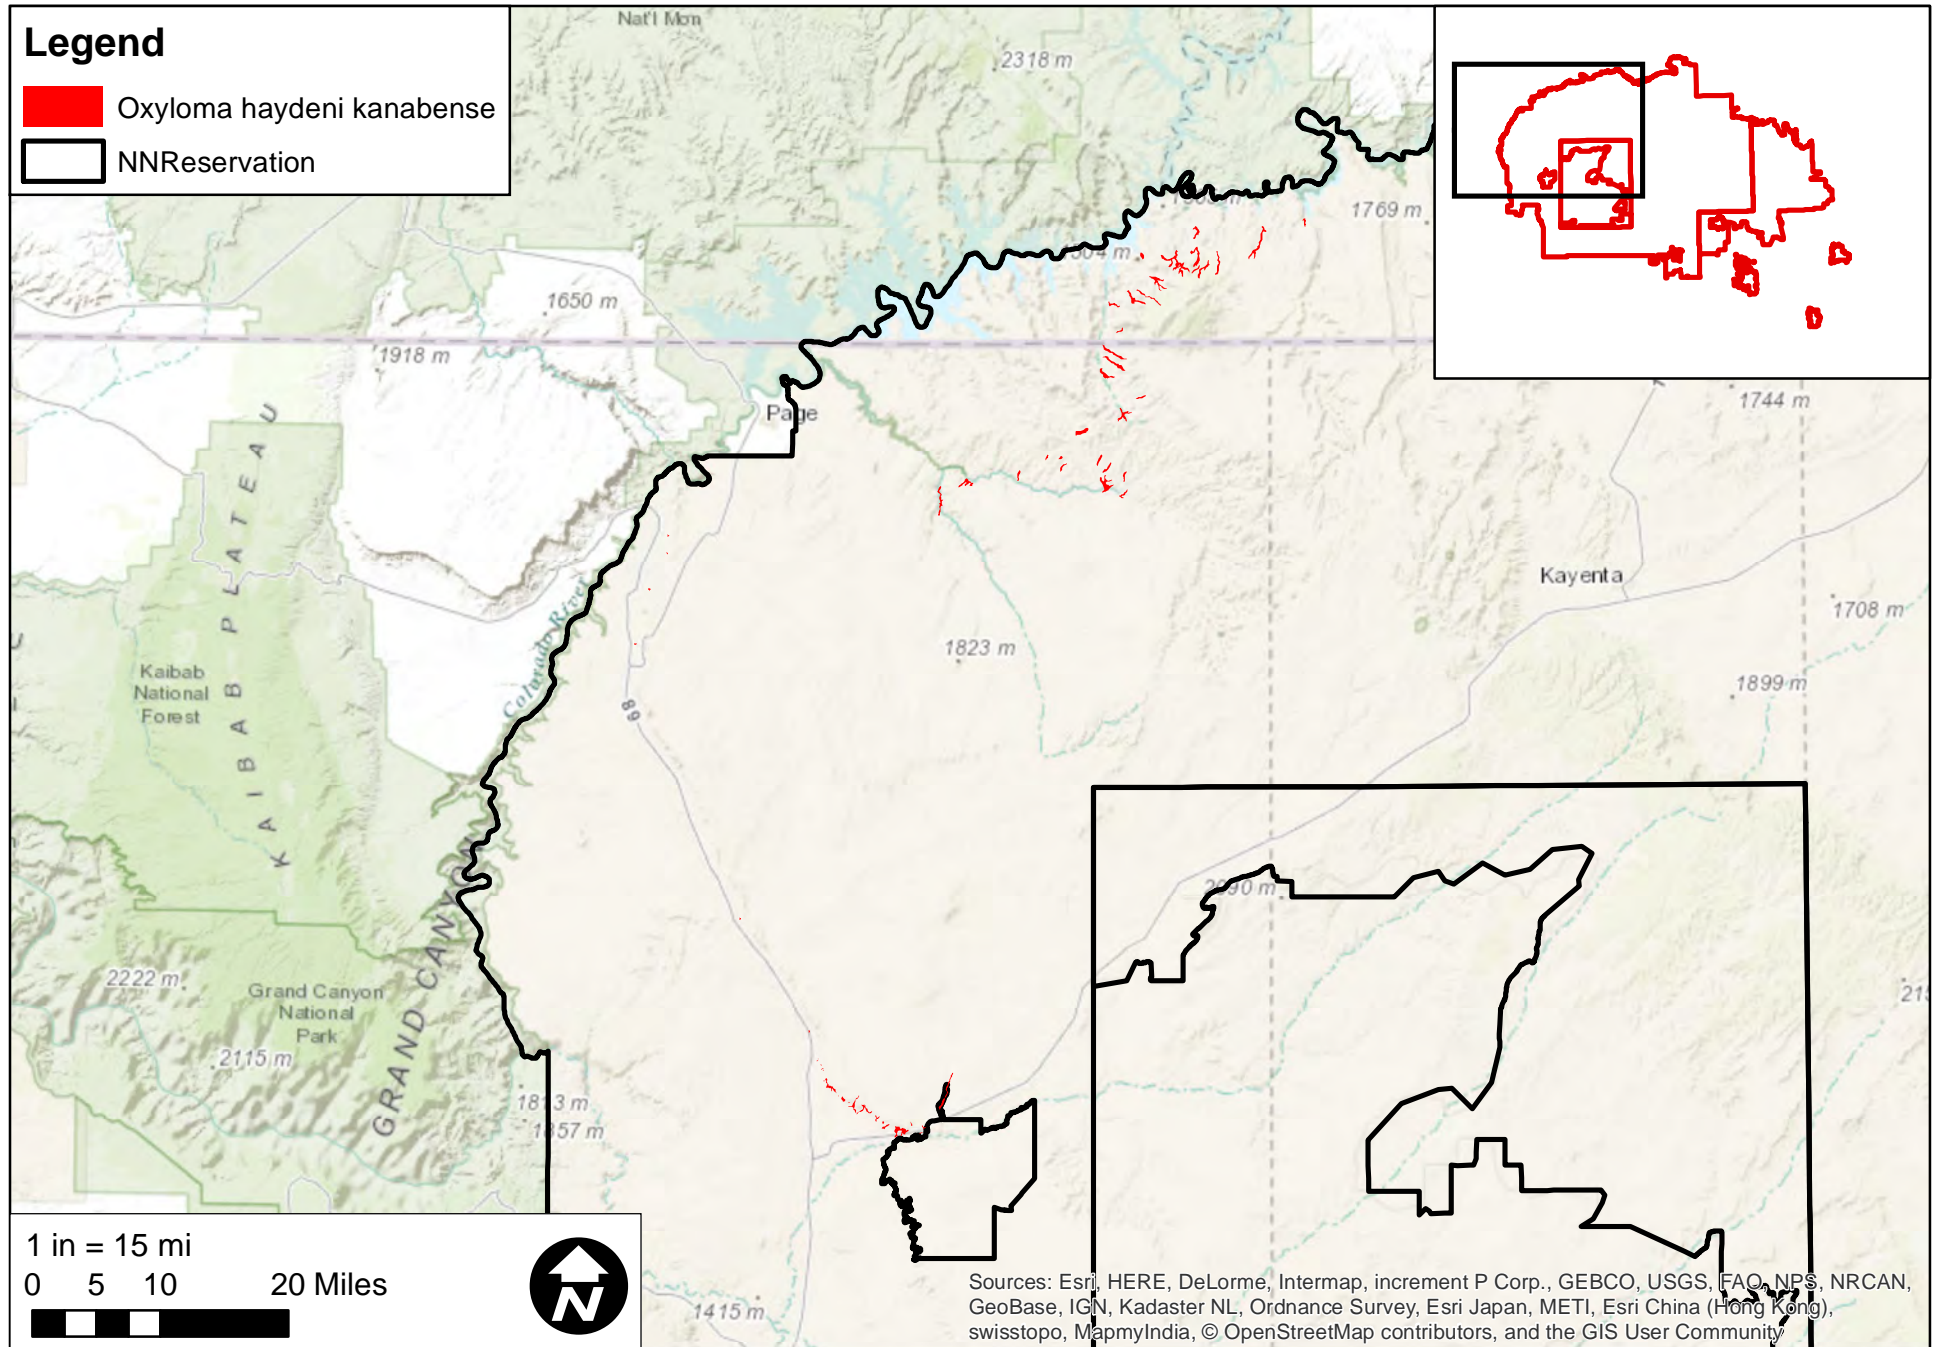 Legend
Oxyloma haydeni kanabense
NNReservation
Nat'l Mon
2318 m
1769 m
1504 m
1650 m
1918 m
Page
1744 m
KAIBAB PLATEAU
Kayenta
1708 m
Colorado River
1823 m
Kaibab
National
Forest
1899 m
89
2090 m
GRAND CANYON
2222 m
Grand Canyon
National
Park
2115 m
1813 m
1857 m
1415 m
1 in = 15 mi
0 5 10 20 Miles
N
Sources: Esri, HERE, DeLorme, Intermap, increment P Corp., GEBCO, USGS, FAO, NPS, NRCAN,
GeoBase, IGN, Kadaster NL, Ordnance Survey, Esri Japan, METI, Esri China (Hong Kong),
swisstopo, MapmyIndia, © OpenStreetMap contributors, and the GIS User Community